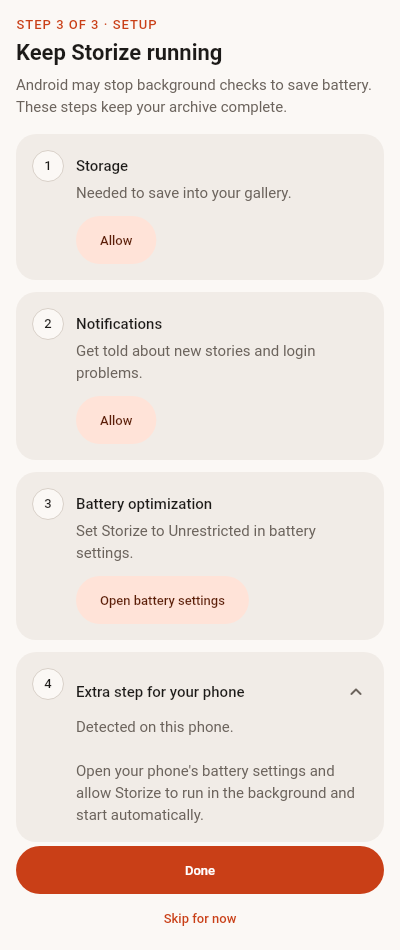 STEP 3 OF 3 · SETUP
Keep Storize running
Android may stop background checks to save battery.
These steps keep your archive complete.
1
Storage
Needed to save into your gallery.
Allow
2
Notifications
Get told about new stories and login
problems.
Allow
3
Battery optimization
Set Storize to Unrestricted in battery
settings.
Open battery settings
4
Extra step for your phone
Detected on this phone.
Open your phone's battery settings and
allow Storize to run in the background and
start automatically.
Done
Skip for now